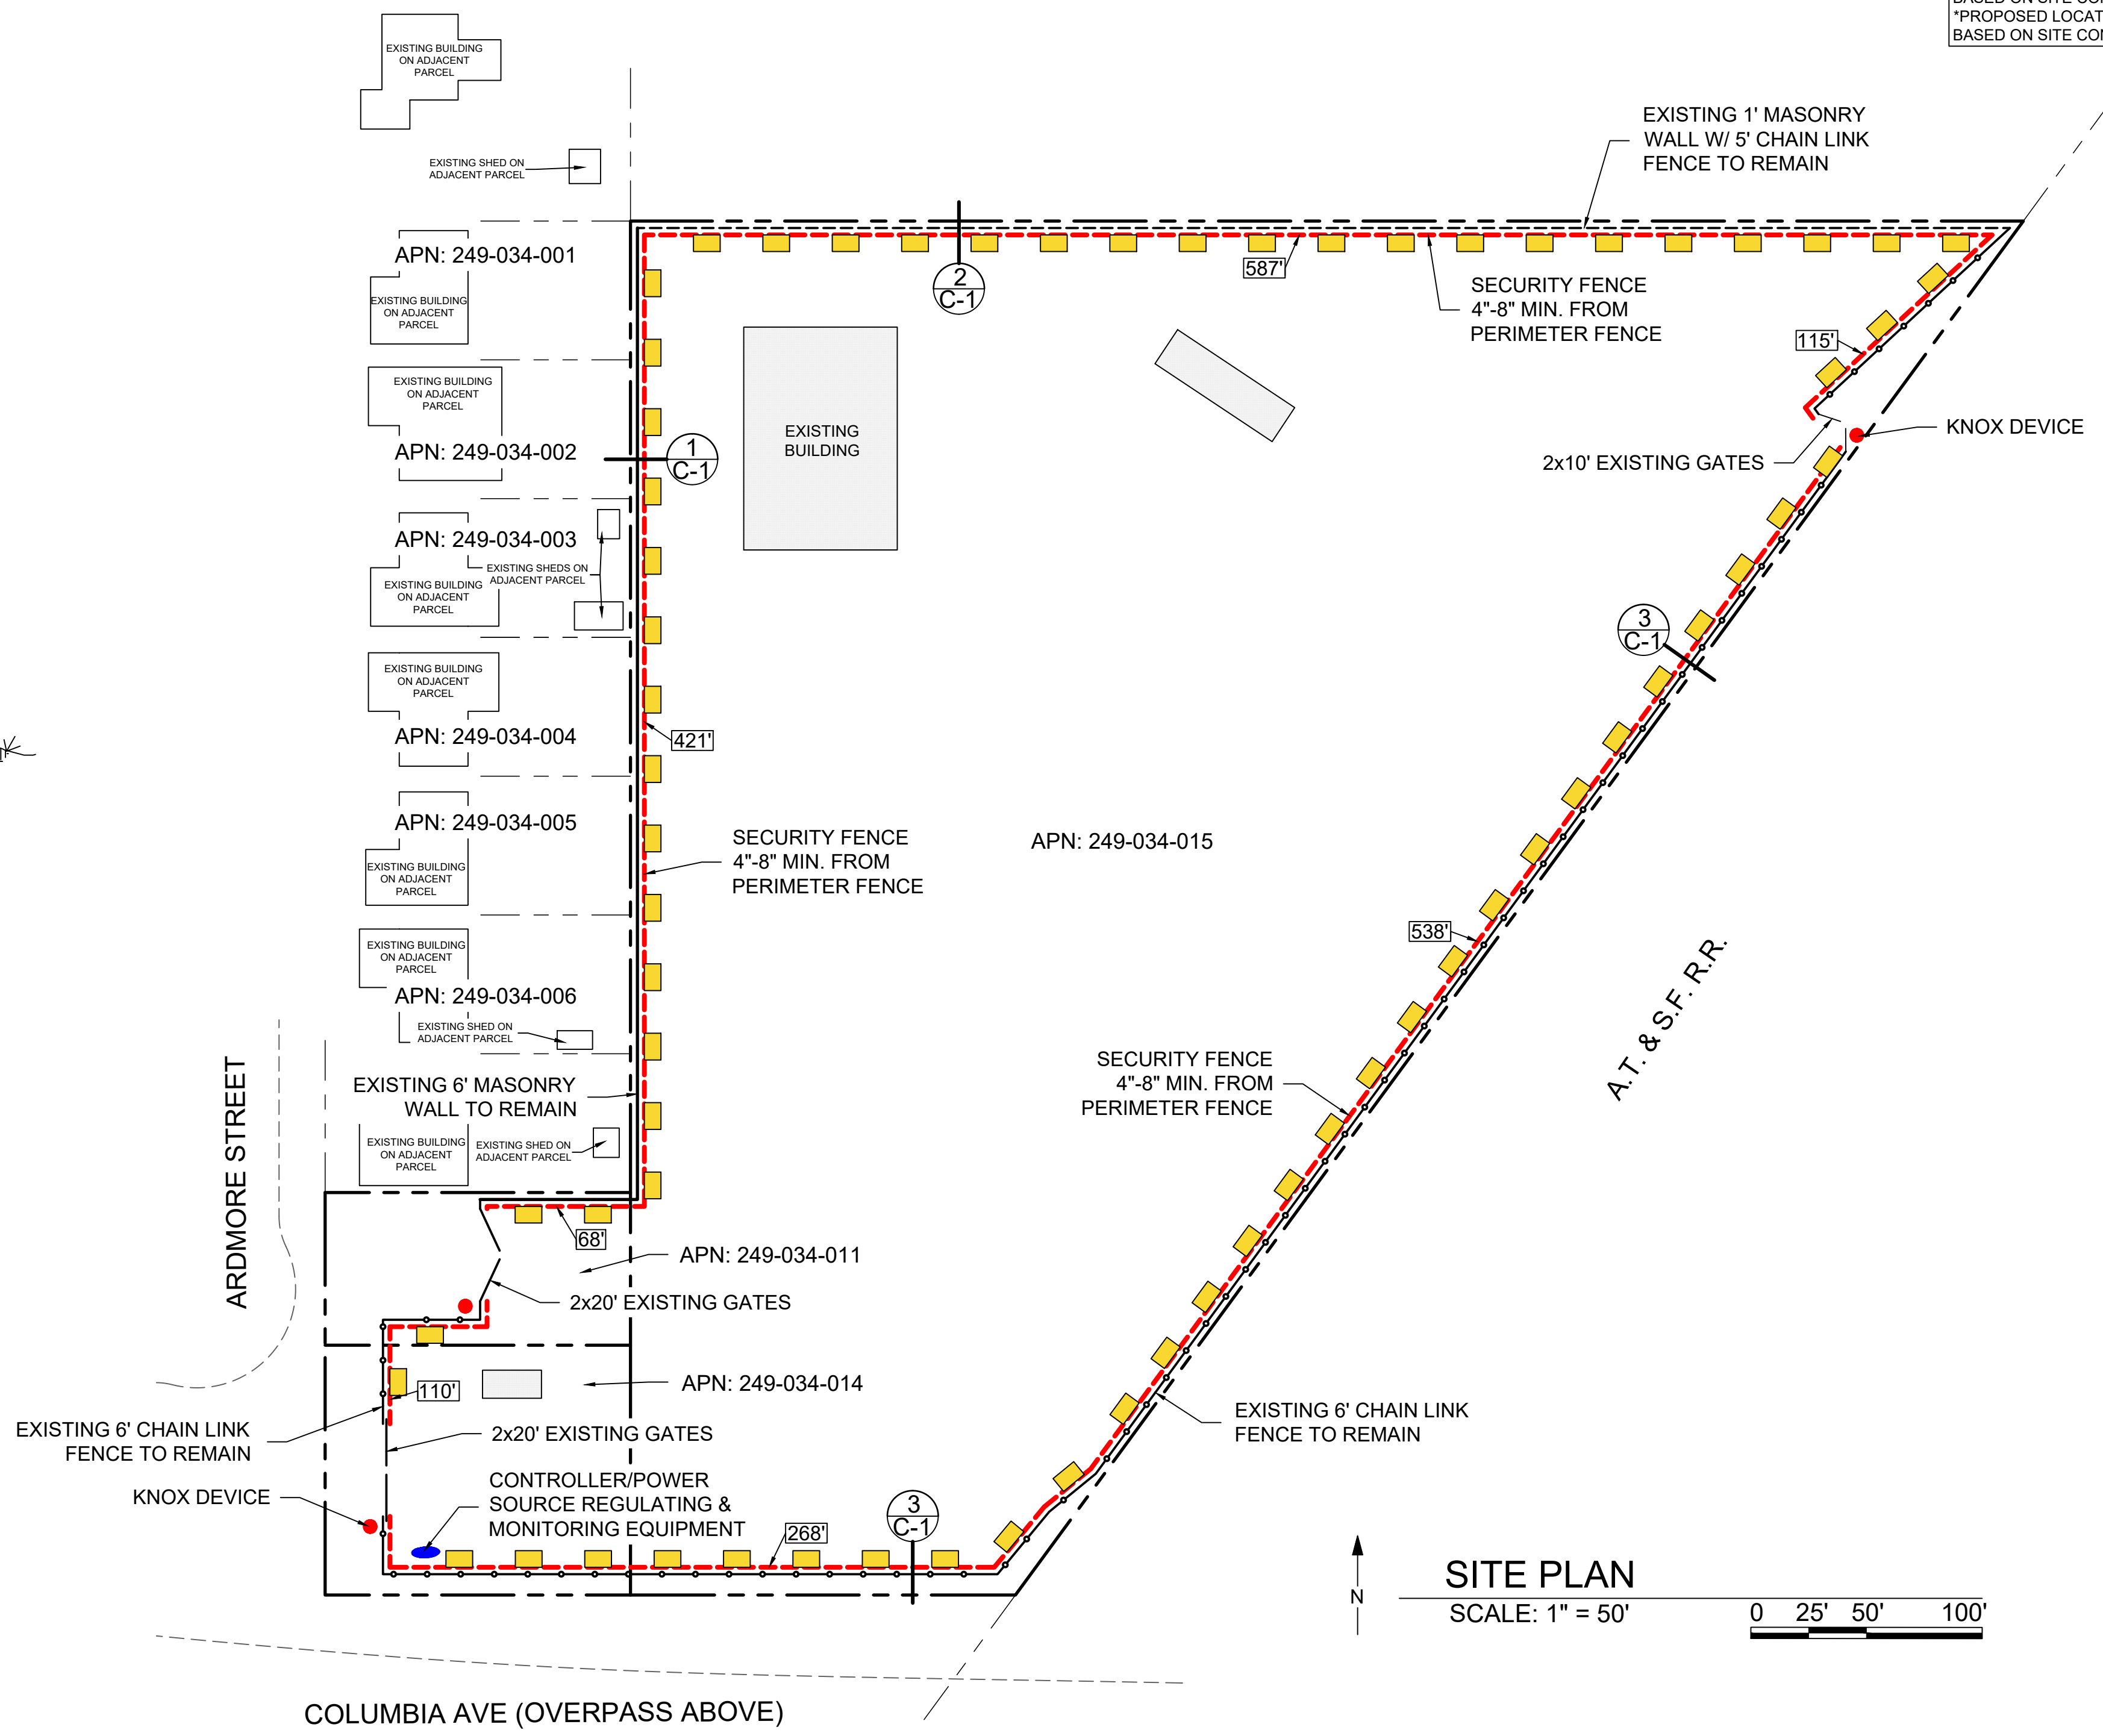 BASED ON SITE CON
*PROPOSED LOCAT
BASED ON SITE CON
EXISTING BUILDING
ON ADJACENT
PARCEL
EXISTING SHED ON
ADJACENT PARCEL
EXISTING 1' MASONRY
WALL W/ 5' CHAIN LINK
FENCE TO REMAIN
APN: 249-034-001
EXISTING BUILDING
ON ADJACENT
PARCEL
2
C-1
587'
SECURITY FENCE
4"-8" MIN. FROM
PERIMETER FENCE
115'
EXISTING BUILDING
ON ADJACENT
PARCEL
APN: 249-034-002
1
C-1
EXISTING
BUILDING
KNOX DEVICE
2x10' EXISTING GATES
APN: 249-034-003
EXISTING SHEDS ON
ADJACENT PARCEL
EXISTING BUILDING
ON ADJACENT
PARCEL
3
C-1
EXISTING BUILDING
ON ADJACENT
PARCEL
APN: 249-034-004
421'
APN: 249-034-005
EXISTING BUILDING
ON ADJACENT
PARCEL
SECURITY FENCE
4"-8" MIN. FROM
PERIMETER FENCE
APN: 249-034-015
538'
A.T. & S.F. R.R.
EXISTING BUILDING
ON ADJACENT
PARCEL
APN: 249-034-006
EXISTING SHED ON
ADJACENT PARCEL
SECURITY FENCE
4"-8" MIN. FROM
PERIMETER FENCE
EXISTING 6' MASONRY
WALL TO REMAIN
EXISTING BUILDING
ON ADJACENT
PARCEL
EXISTING SHED ON
ADJACENT PARCEL
ARDMORE STREET
68'
APN: 249-034-011
2x20' EXISTING GATES
110'
APN: 249-034-014
EXISTING 6' CHAIN LINK
FENCE TO REMAIN
2x20' EXISTING GATES
EXISTING 6' CHAIN LINK
FENCE TO REMAIN
KNOX DEVICE
CONTROLLER/POWER
SOURCE REGULATING &
MONITORING EQUIPMENT
268'
3
C-1
N
SITE PLAN
SCALE: 1" = 50'
0 25' 50' 100'
COLUMBIA AVE (OVERPASS ABOVE)